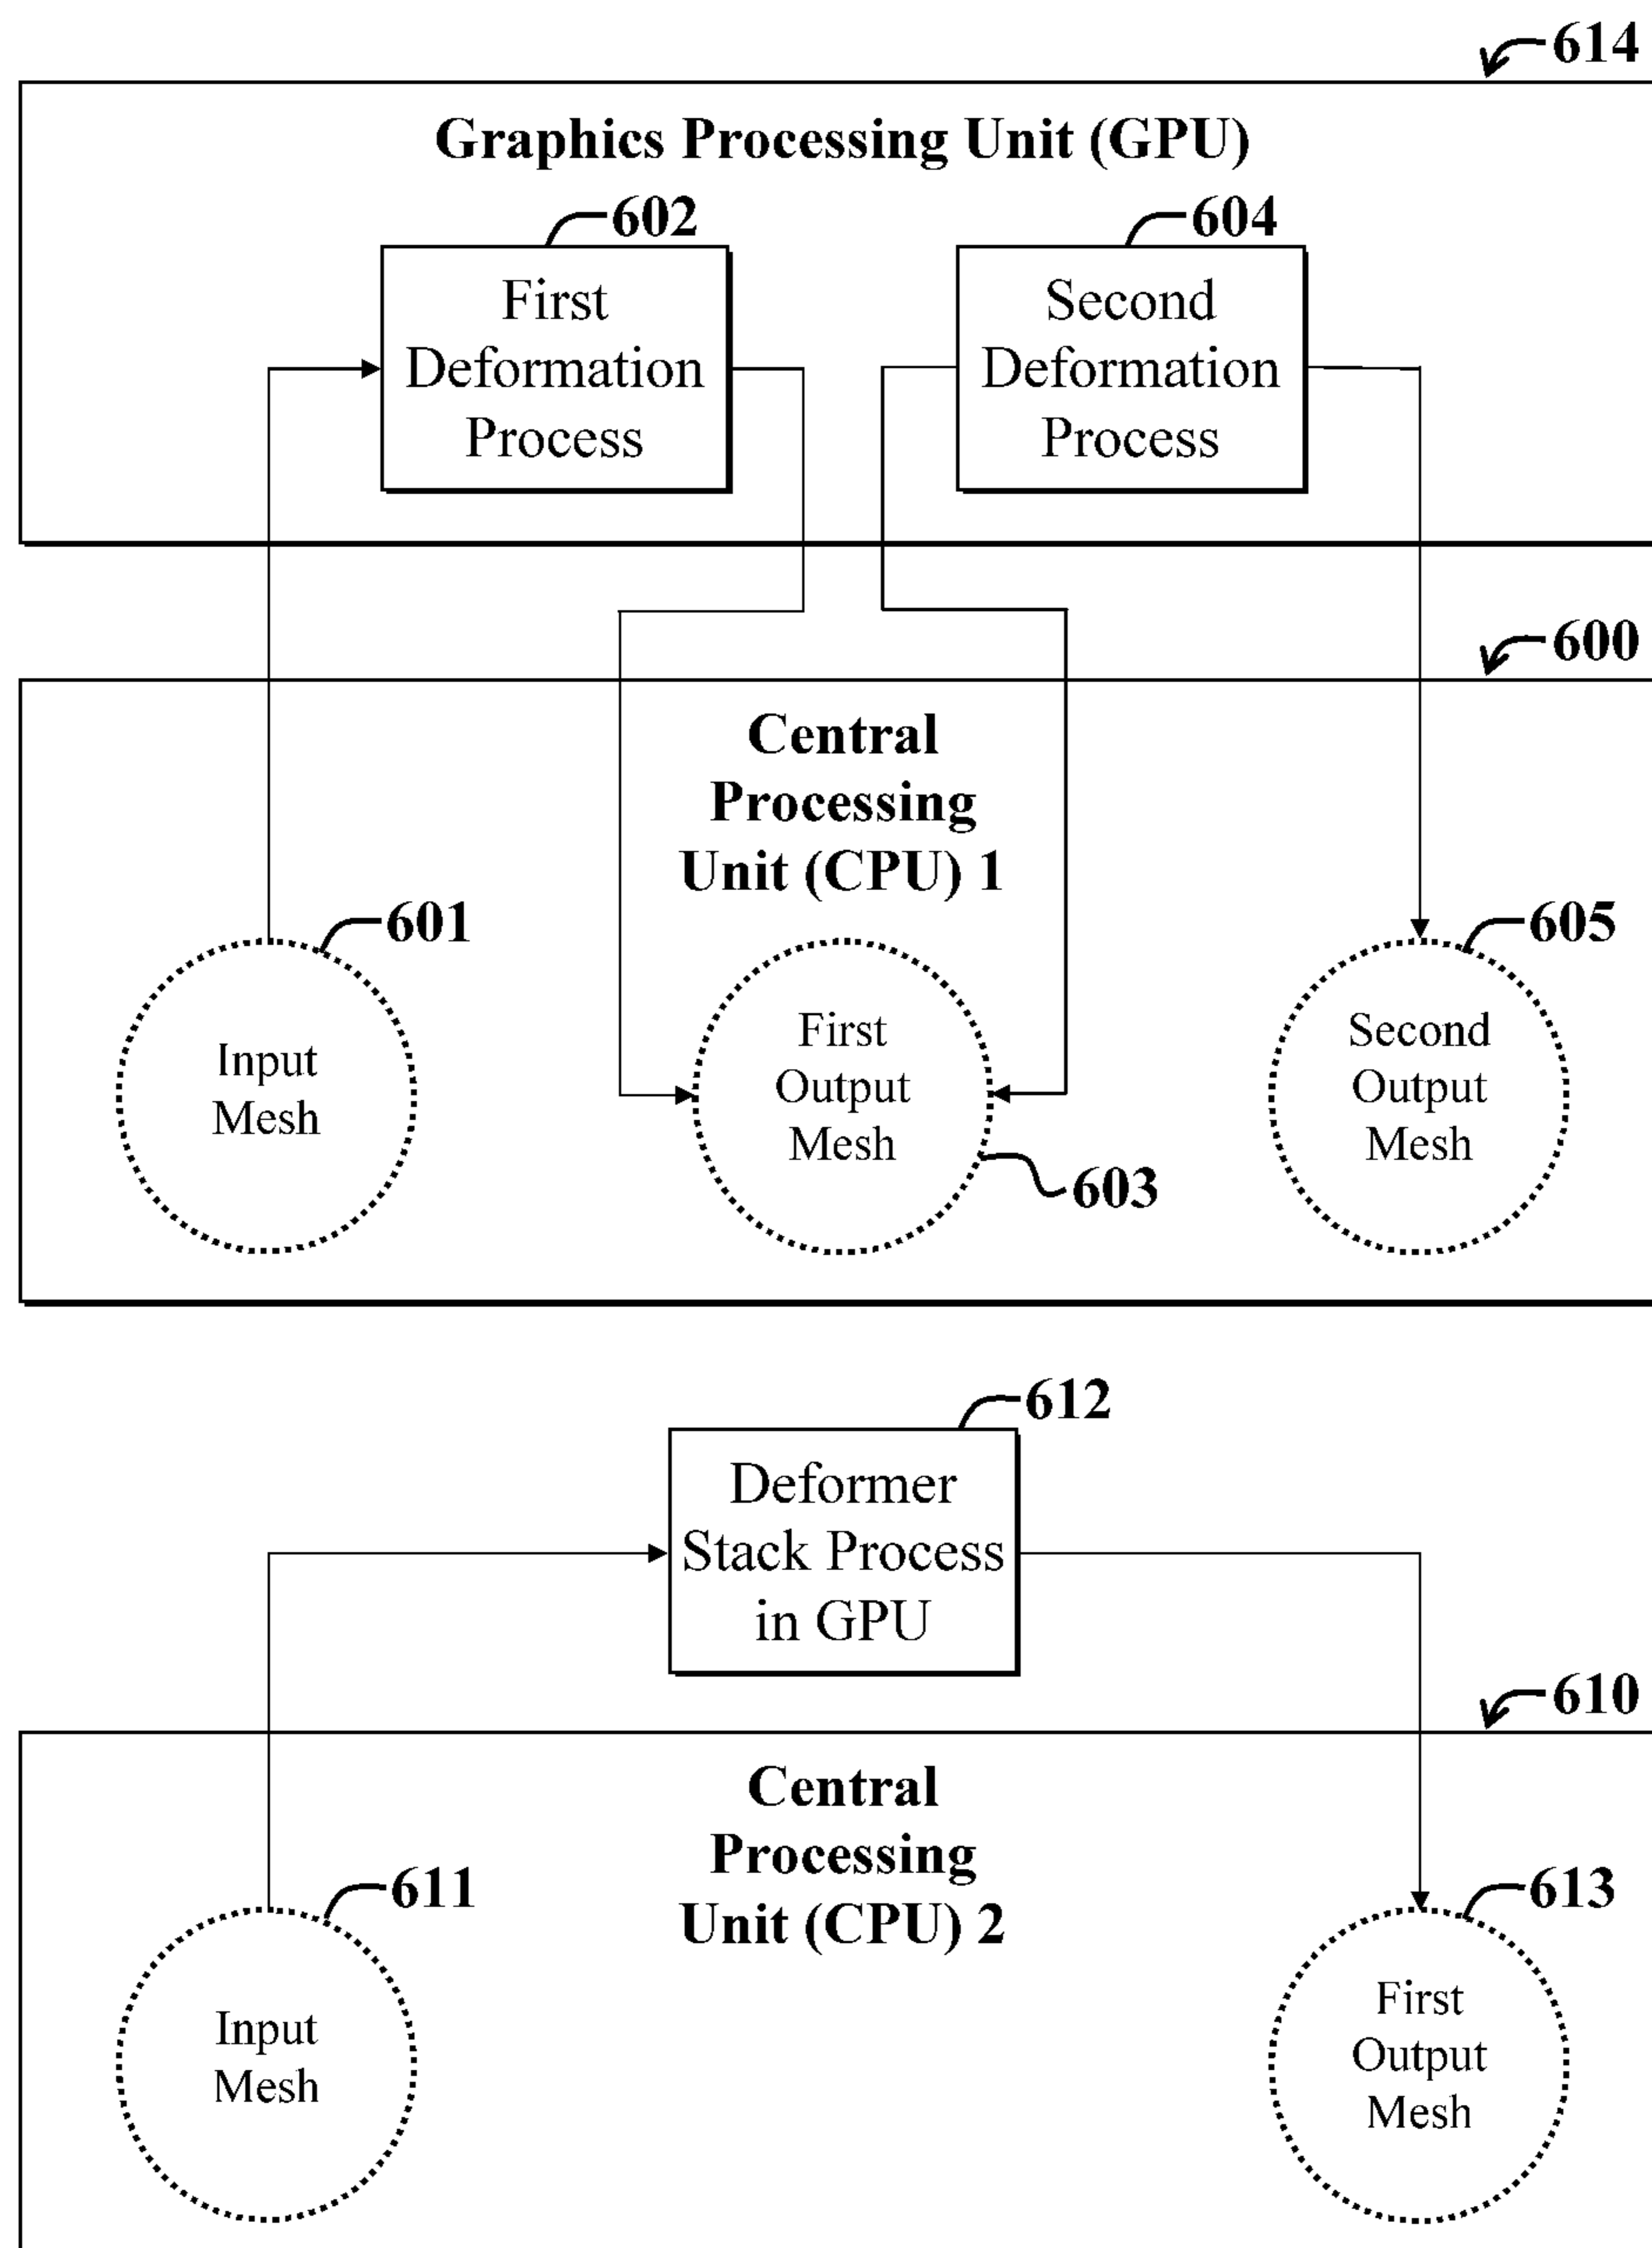 614
Graphics Processing Unit (GPU)
602
604
First
Deformation
Process
Second
Deformation
Process
600
Central
Processing
Unit (CPU) 1
601
605
Input
Mesh
First
Output
Mesh
Second
Output
Mesh
603
612
Deformer
Stack Process
in GPU
610
Central
Processing
Unit (CPU) 2
611
613
Input
Mesh
First
Output
Mesh